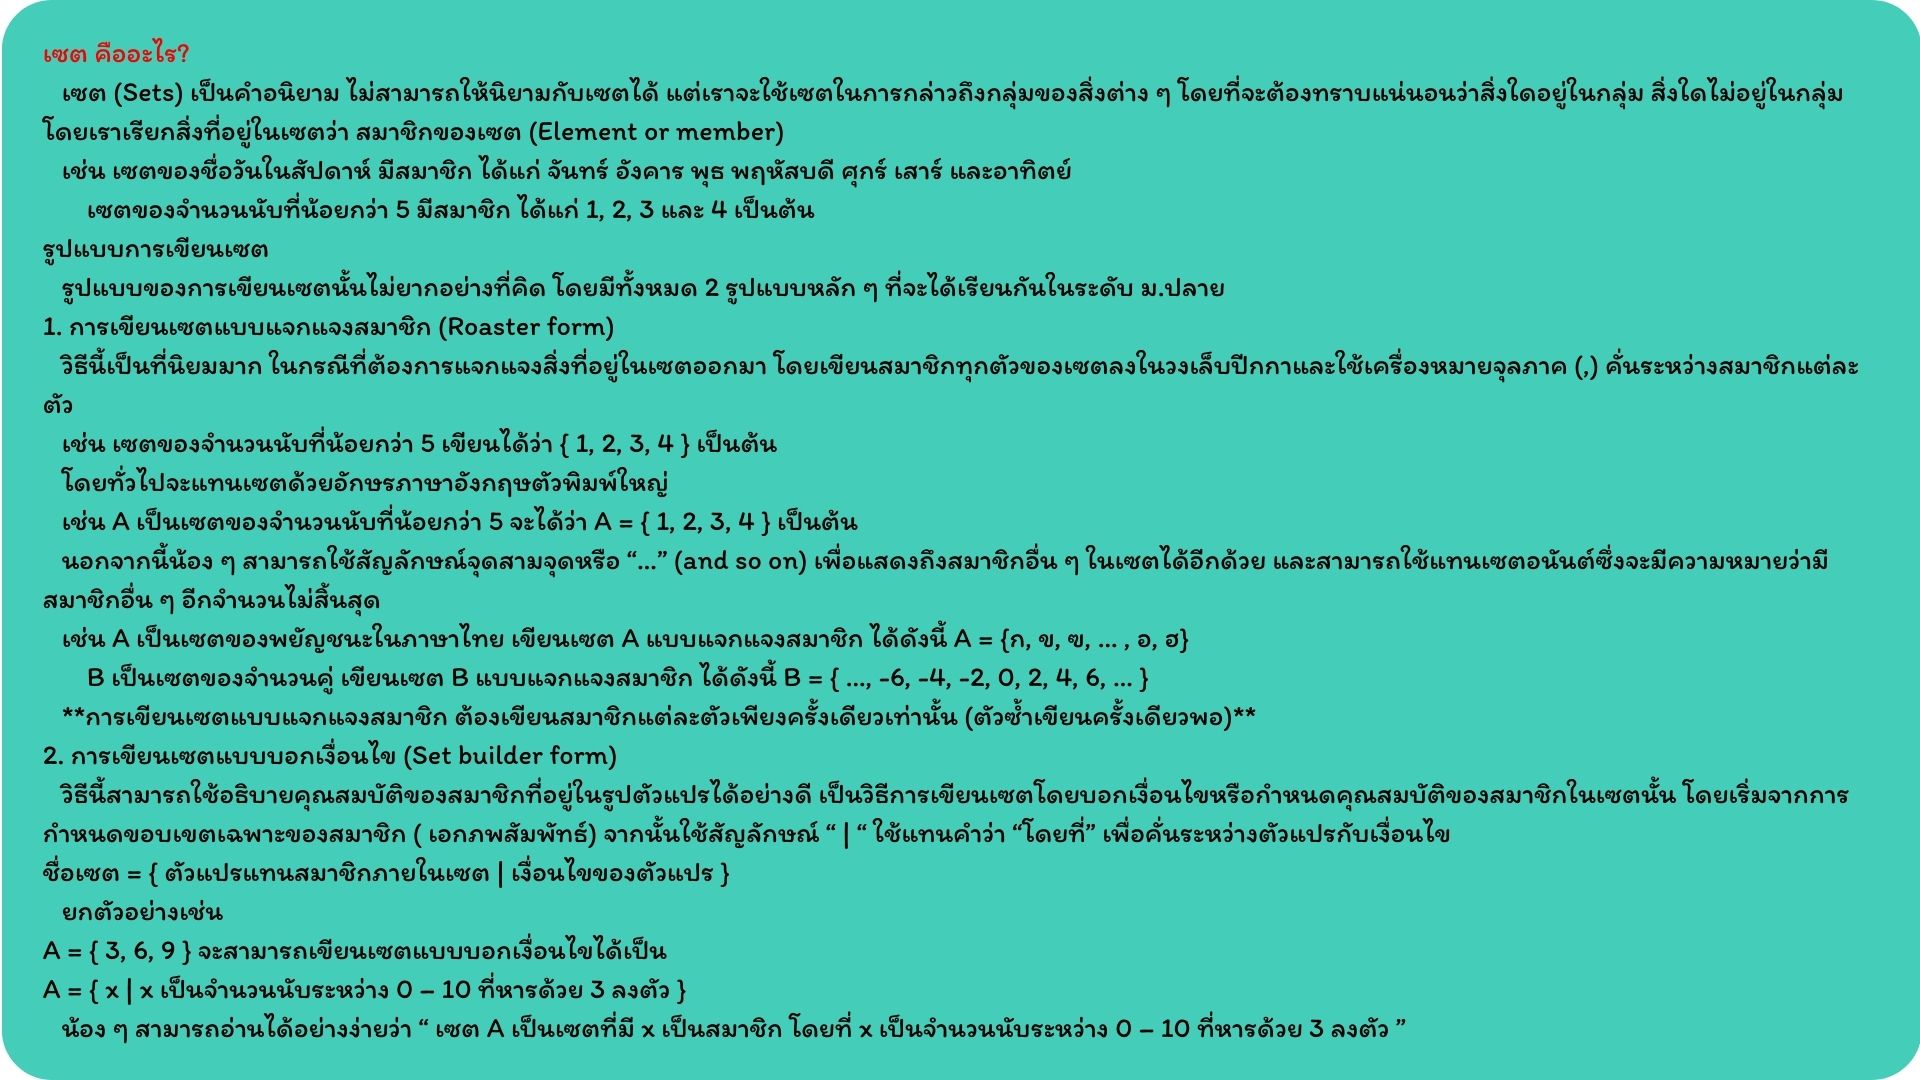 เซต คืออะไร?
เซต (Sets) เป็นคำอนิยาม ไม่สามารถให้นิยามกับเซตได้ แต่เราจะใช้เซตในการกล่าวถึงกลุ่มของสิ่งต่าง ๆ โดยที่จะต้องทราบแน่นอนว่าสิ่งใดอยู่ในกลุ่ม สิ่งใดไม่อยู่ในกลุ่ม
โดยเราเรียกสิ่งที่อยู่ในเซตว่า สมาชิกของเซต (Element or member)
เช่น เซตของชื่อวันในสัปดาห์ มีสมาชิก ได้แก่ จันทร์ อังคาร พุธ พฤหัสบดี ศุกร์ เสาร์ และอาทิตย์
เซตของจำนวนนับที่น้อยกว่า 5 มีสมาชิก ได้แก่ 1, 2, 3 และ 4 เป็นต้น
รูปแบบการเขียนเซต
รูปแบบของการเขียนเซตนั้นไม่ยากอย่างที่คิด โดยมีทั้งหมด 2 รูปแบบหลัก ๆ ที่จะได้เรียนกันในระดับ ม.ปลาย
1. การเขียนเซตแบบแจกแจงสมาชิก (Roaster form)
วิธีนี้เป็นที่นิยมมาก ในกรณีที่ต้องการแจกแจงสิ่งที่อยู่ในเซตออกมา โดยเขียนสมาชิกทุกตัวของเซตลงในวงเล็บปีกกาและใช้เครื่องหมายจุลภาค (,) คั่นระหว่างสมาชิกแต่ละ
ตัว
เช่น เซตของจำนวนนับที่น้อยกว่า 5 เขียนได้ว่า { 1, 2, 3, 4 } เป็นต้น
โดยทั่วไปจะแทนเซตด้วยอักษรภาษาอังกฤษตัวพิมพ์ใหญ่
เช่น A เป็นเซตของจำนวนนับที่น้อยกว่า 5 จะได้ว่า A = { 1, 2, 3, 4 } เป็นต้น
นอกจากนี้น้อง ๆ สามารถใช้สัญลักษณ์จุดสามจุดหรือ “…” (and so on) เพื่อแสดงถึงสมาชิกอื่น ๆ ในเซตได้อีกด้วย และสามารถใช้แทนเซตอนันต์ซึ่งจะมีความหมายว่ามี
สมาชิกอื่น ๆ อีกจำนวนไม่สิ้นสุด
เช่น A เป็นเซตของพยัญชนะในภาษาไทย เขียนเซต A แบบแจกแจงสมาชิก ได้ดังนี้ A = {ก, ข, ฃ, … , อ, ฮ}
B เป็นเซตของจำนวนคู่ เขียนเซต B แบบแจกแจงสมาชิก ได้ดังนี้ B = { …, -6, -4, -2, 0, 2, 4, 6, … }
**การเขียนเซตแบบแจกแจงสมาชิก ต้องเขียนสมาชิกแต่ละตัวเพียงครั้งเดียวเท่านั้น (ตัวซ้ำเขียนครั้งเดียวพอ)**
2. การเขียนเซตแบบบอกเงื่อนไข (Set builder form)
วิธีนี้สามารถใช้อธิบายคุณสมบัติของสมาชิกที่อยู่ในรูปตัวแปรได้อย่างดี เป็นวิธีการเขียนเซตโดยบอกเงื่อนไขหรือกำหนดคุณสมบัติของสมาชิกในเซตนั้น โดยเริ่มจากการ
กำหนดขอบเขตเฉพาะของสมาชิก ( เอกภพสัมพัทธ์) จากนั้นใช้สัญลักษณ์ “ | “ ใช้แทนคำว่า “โดยที่” เพื่อคั่นระหว่างตัวแปรกับเงื่อนไข
ชื่อเซต = { ตัวแปรแทนสมาชิกภายในเซต | เงื่อนไขของตัวแปร }
ยกตัวอย่างเช่น
A = { 3, 6, 9 } จะสามารถเขียนเซตแบบบอกเงื่อนไขได้เป็น
A = { x | x เป็นจำนวนนับระหว่าง 0 – 10 ที่หารด้วย 3 ลงตัว }
น้อง ๆ สามารถอ่านได้อย่างง่ายว่า “ เซต A เป็นเซตที่มี x เป็นสมาชิก โดยที่ x เป็นจำนวนนับระหว่าง 0 – 10 ที่หารด้วย 3 ลงตัว ”